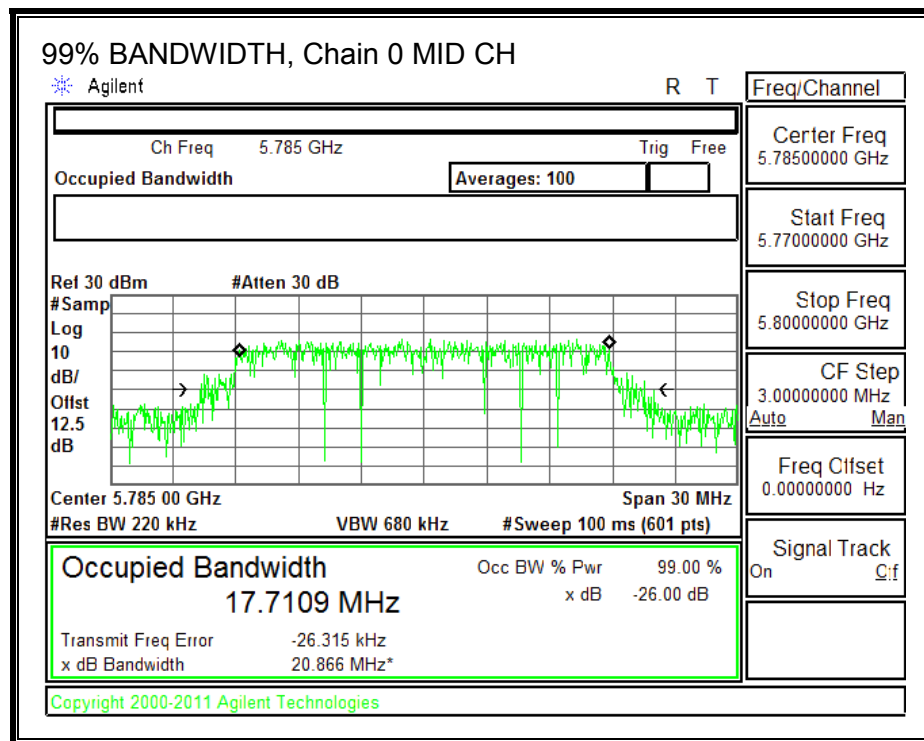 99% BANDWIDTH, Chain 0 MID CH
Agilent R T
Freq/Channel
Ch Freq 5.785 GHz Trig Free
Occupied Bandwidth Averages: 100
Center Freq
5.78500000 GHz
Start Freq
5.77000000 GHz
Stop Freq
5.80000000 GHz
CF Step
3.00000000 MHz
Auto Man
Freq Offset
0.00000000 Hz
Signal Track
On Off
Ref 30 dBm #Atten 30 dB
#Samp
Log
10
dB/
Offst
12.5
dB
Center 5.785 00 GHz Span 30 MHz
#Res BW 220 kHz VBW 680 kHz #Sweep 100 ms (601 pts)
Occupied Bandwidth
17.7109 MHz
Occ BW % Pwr 99.00 %
x dB -26.00 dB
Transmit Freq Error -26.315 kHz
x dB Bandwidth 20.866 MHz*
Copyright 2000-2011 Agilent Technologies